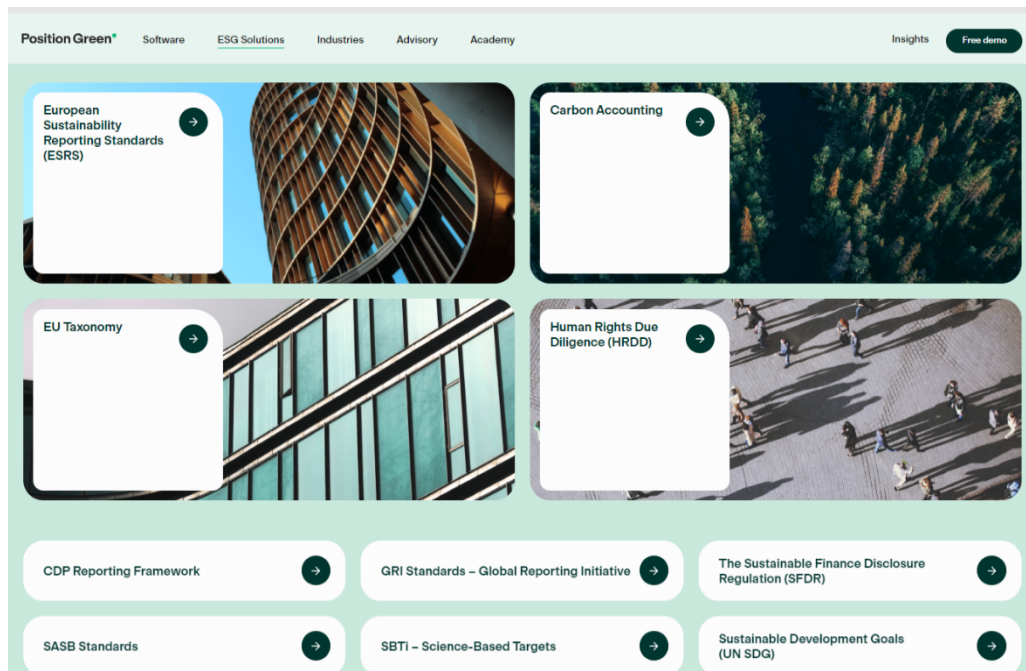 Position Green
Software
ESG Solutions
Industries
Advisory
Academy
Insights
Free demo
European
Sustainability
Reporting Standards
(ESRS)
Carbon Accounting
EU Taxonomy
Human Rights Due
Diligence (HRDD)
CDP Reporting Framework
GRI Standards – Global Reporting Initiative
The Sustainable Finance Disclosure
Regulation (SFDR)
SASB Standards
SBTi – Science-Based Targets
Sustainable Development Goals
(UN SDG)